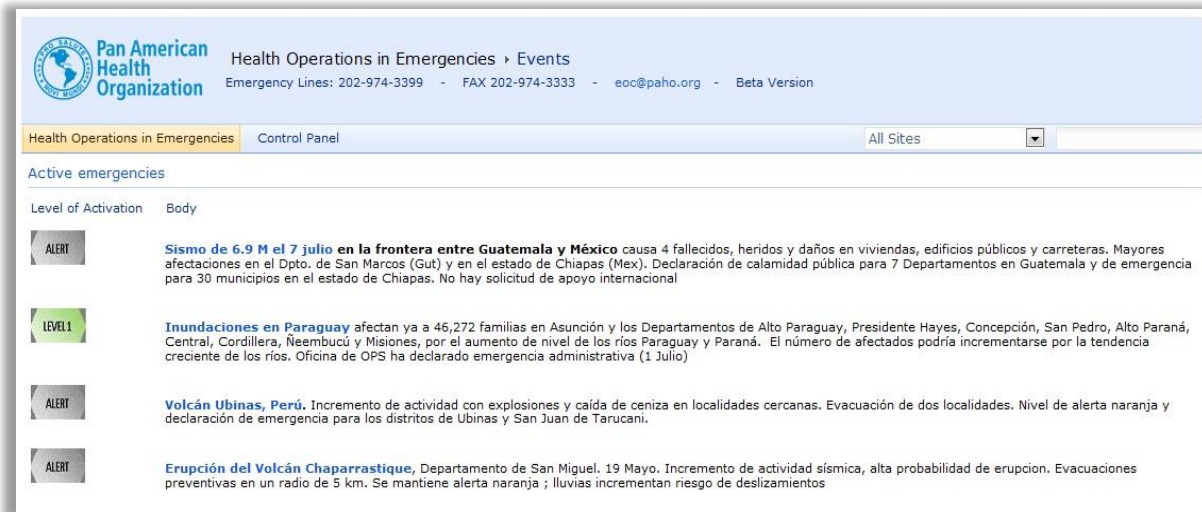 PRO SALUTE
NOVI MUNDI
Pan American
Health
Organization
Health Operations in Emergencies › Events
Emergency Lines: 202-974-3399 - FAX 202-974-3333 - eoc@paho.org - Beta Version
Health Operations in Emergencies Control Panel All Sites
Active emergencies
Level of Activation Body
ALERT
Sismo de 6.9 M el 7 julio en la frontera entre Guatemala y México causa 4 fallecidos, heridos y daños en viviendas, edificios públicos y carreteras. Mayores
afectaciones en el Dpto. de San Marcos (Gut) y en el estado de Chiapas (Mex). Declaración de calamidad pública para 7 Departamentos en Guatemala y de emergencia
para 30 municipios en el estado de Chiapas. No hay solicitud de apoyo internacional
LEVEL 1
Inundaciones en Paraguay afectan ya a 46,272 familias en Asunción y los Departamentos de Alto Paraguay, Presidente Hayes, Concepción, San Pedro, Alto Paraná,
Central, Cordillera, Ñeembucú y Misiones, por el aumento de nivel de los ríos Paraguay y Paraná. El número de afectados podría incrementarse por la tendencia
creciente de los ríos. Oficina de OPS ha declarado emergencia administrativa (1 Julio)
ALERT
Volcán Ubinas, Perú. Incremento de actividad con explosiones y caída de ceniza en localidades cercanas. Evacuación de dos localidades. Nivel de alerta naranja y
declaración de emergencia para los distritos de Ubinas y San Juan de Tarucani.
ALERT
Erupción del Volcán Chaparrastique, Departamento de San Miguel. 19 Mayo. Incremento de actividad sísmica, alta probabilidad de erupcion. Evacuaciones
preventivas en un radio de 5 km. Se mantiene alerta naranja ; lluvias incrementan riesgo de deslizamientos